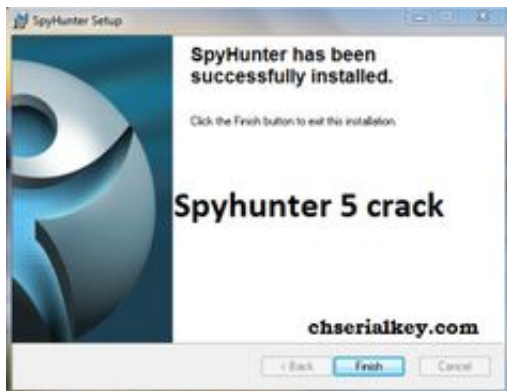 SpyHunter Setup
SpyHunter has been
successfully installed.
Click the Finish button to exit this installation.
Spyhunter 5 crack
chserialkey.com
< Back Finish Cancel